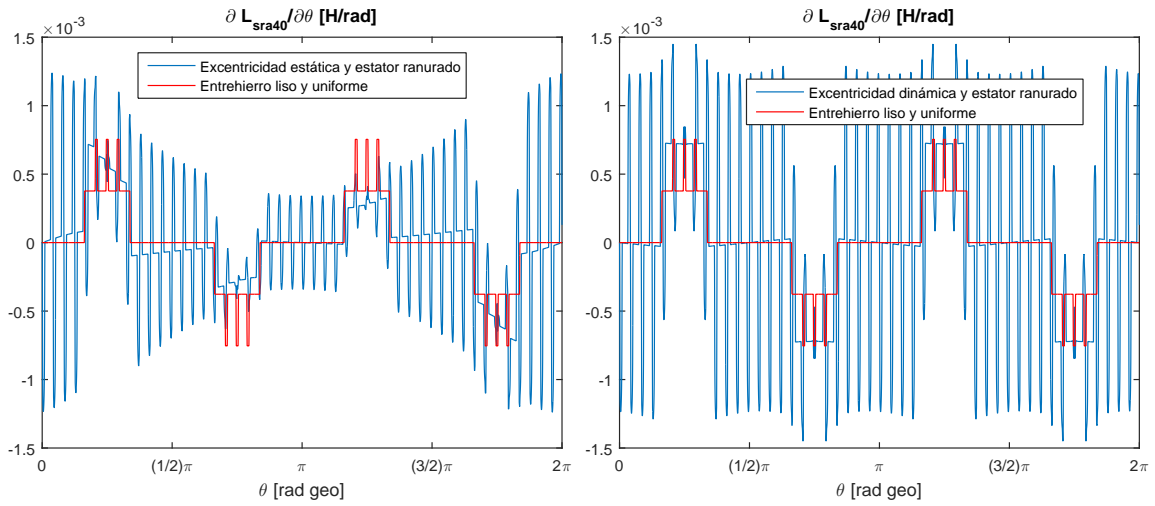 ∂ L_sra40/∂θ [H/rad]
×10^-3
1.5
1
0.5
0
-0.5
-1
-1.5
0
(1/2)π
π
(3/2)π
2π
θ [rad geo]
Excentricidad estática y estator ranurado
Entrehierro liso y uniforme
∂ L_sra40/∂θ [H/rad]
×10^-3
1.5
1
0.5
0
-0.5
-1
-1.5
0
(1/2)π
π
(3/2)π
2π
θ [rad geo]
Excentricidad dinámica y estator ranurado
Entrehierro liso y uniforme